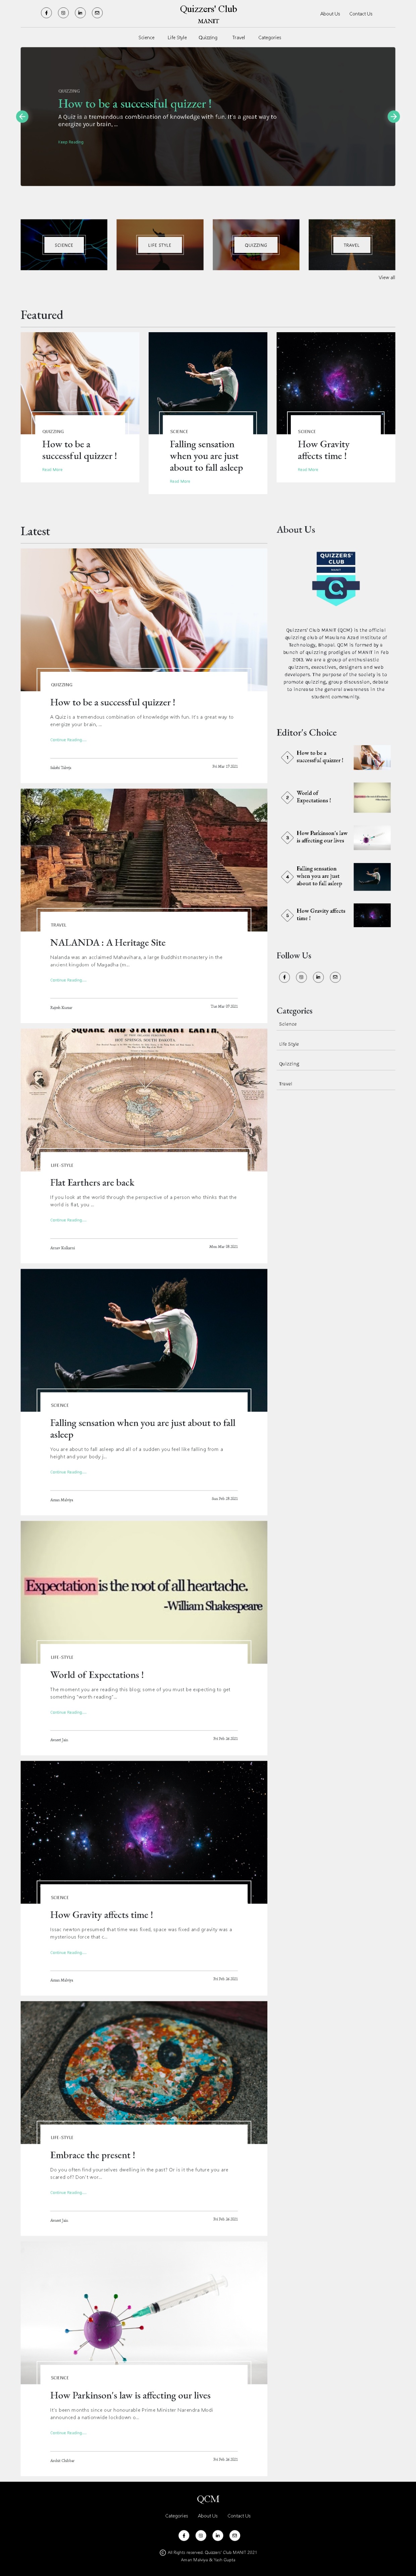 Quizzers' Club
MANIT
About Us
Contact Us
Science
Life Style
Quizzing
Travel
Categories
QUIZZING
How to be a successful quizzer !
A Quiz is a tremendous combination of knowledge with fun. It's a great way to
energize your brain, ...
Keep Reading
SCIENCE
LIFE STYLE
QUIZZING
TRAVEL
View all
Featured
QUIZZING
How to be a
successful quizzer !
Read More
SCIENCE
Falling sensation
when you are just
about to fall asleep
Read More
SCIENCE
How Gravity
affects time !
Read More
Latest
QUIZZING
How to be a successful quizzer !
A Quiz is a tremendous combination of knowledge with fun. It's a great way to
energize your brain, ...
Continue Reading....
TRAVEL
NALANDA : A Heritage Site
Nalanda was an acclaimed Mahavihara, a large Buddhist monastery in the
ancient kingdom of Magadha (m...
Continue Reading....
Rajesh Kumar
SQUARE AND STATIONARY EARTH.
HOT SPRINGS, SOUTH DAKOTA.
LIFE-STYLE
Flat Earthers are back
If you look at the world through the perspective of a person who thinks that the
world is flat, you ...
Continue Reading....
SCIENCE
Falling sensation when you are just about to fall
asleep
You are about to fall asleep and all of a sudden you feel like falling from a
height and your body j...
Continue Reading....
Aman Malviya
Sun Feb 28 2021
Expectation is the root of all heartache.
-William Shakespeare
LIFE-STYLE
World of Expectations !
The moment you are reading this blog, some of you must be expecting to get
something "worth reading"...
Continue Reading....
Avneet Jain
Fri Feb 26 2021
SCIENCE
How Gravity affects time !
Issac newton presumed that time was fixed, space was fixed and gravity was a
mysterious force that c...
Continue Reading....
Aman Malviya
Fri Feb 26 2021
LIFE-STYLE
Embrace the present !
Do you often find yourselves dwelling in the past? Or is it the future you are
scared of? Don't wor...
Continue Reading....
Avneet Jain
Fri Feb 26 2021
SCIENCE
How Parkinson's law is affecting our lives
It's been months since our honourable Prime Minister Narendra Modi
announced a nationwide lockdown o...
Continue Reading....
Fri Feb 26 2021
About Us
QUIZZERS'
CLUB
MANIT
Quizzers' Club MANIT (QCM) is the official
quizzing club of Maulana Azad Institute of
Technology, Bhopal. QCM is formed by a
bunch of quizzing prodigies of MANIT in Feb
2013. We are a group of enthusiastic
quizzers, executives, designers and web
developers. The purpose of the society is to
promote quizzing, group discussion, debate
to increase the general awareness in the
student community.
Editor's Choice
1
How to be a
successful quizzer !
2
World of
Expectations !
3
How Parkinson's law
is affecting our lives
4
Falling sensation
when you are just
about to fall asleep
5
How Gravity affects
time !
Follow Us
Categories
Science
Life Style
Quizzing
Travel
QCM
Categories
About Us
Contact Us
All Rights reserved. Quizzers' Club MANIT 2021
Aman Malviya & Yash Gupta